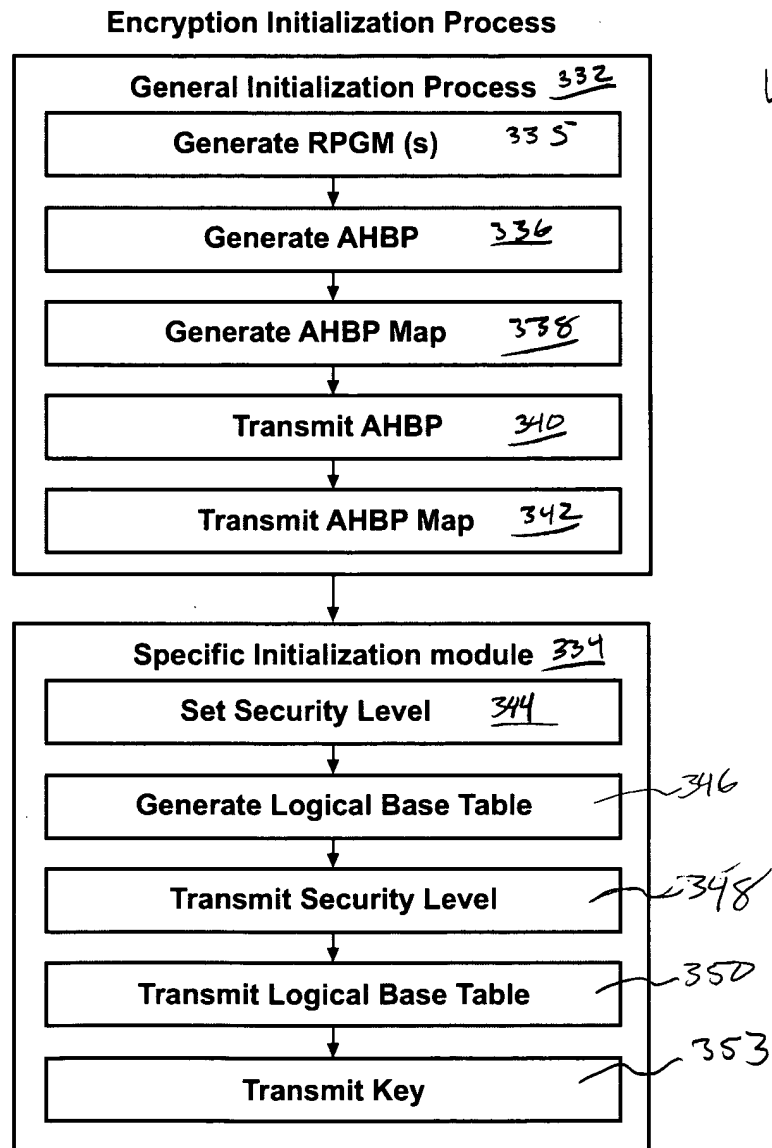 Encryption Initialization Process
General Initialization Process 332
Generate RPGM (s) 335
Generate AHBP 336
Generate AHBP Map 338
Transmit AHBP 340
Transmit AHBP Map 342
Specific Initialization module 334
Set Security Level 344
Generate Logical Base Table 346
Transmit Security Level 348
Transmit Logical Base Table 350
Transmit Key 353